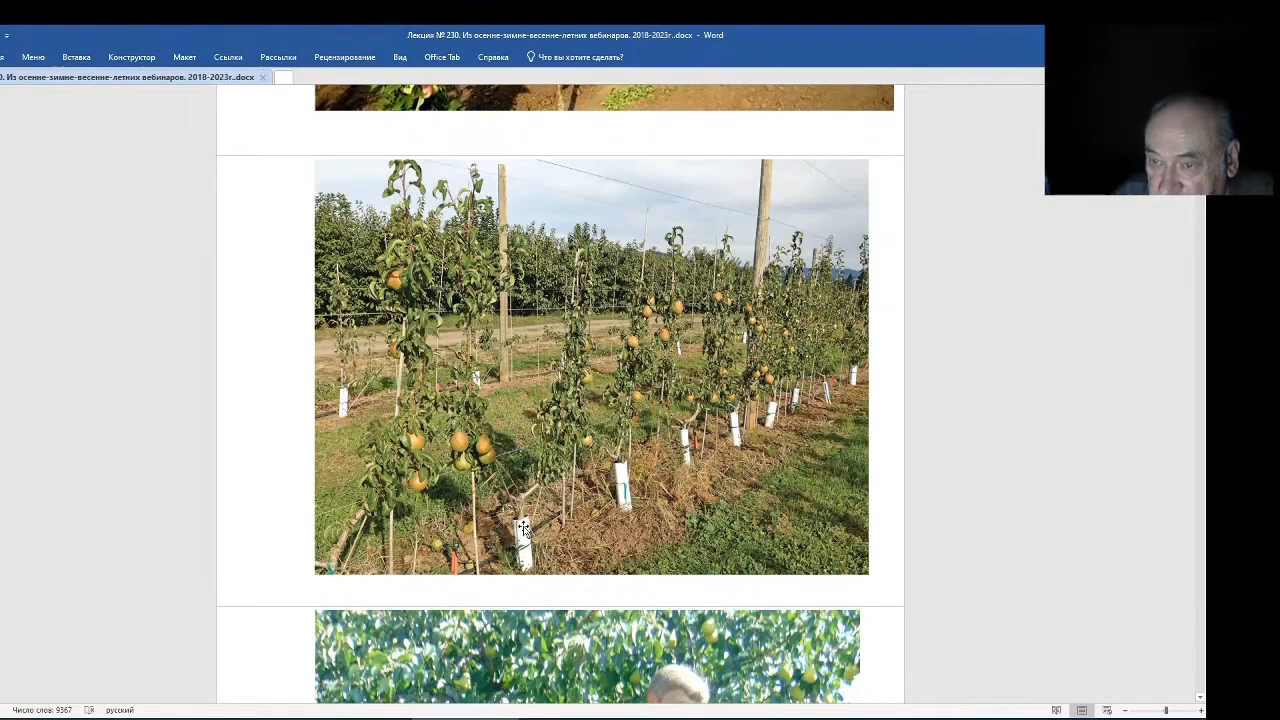 Лекция № 230. Из осенне-зимне-весенне-летних вебинаров. 2018-2023г..docx - Word
Меню Вставка Конструктор Макет Ссылки Рассылки Рецензирование Вид Office Tab Справка Что вы хотите сделать?
0. Из осенне-зимне-весенне-летних вебинаров. 2018-2023г..docx
Число слов: 9367 русский